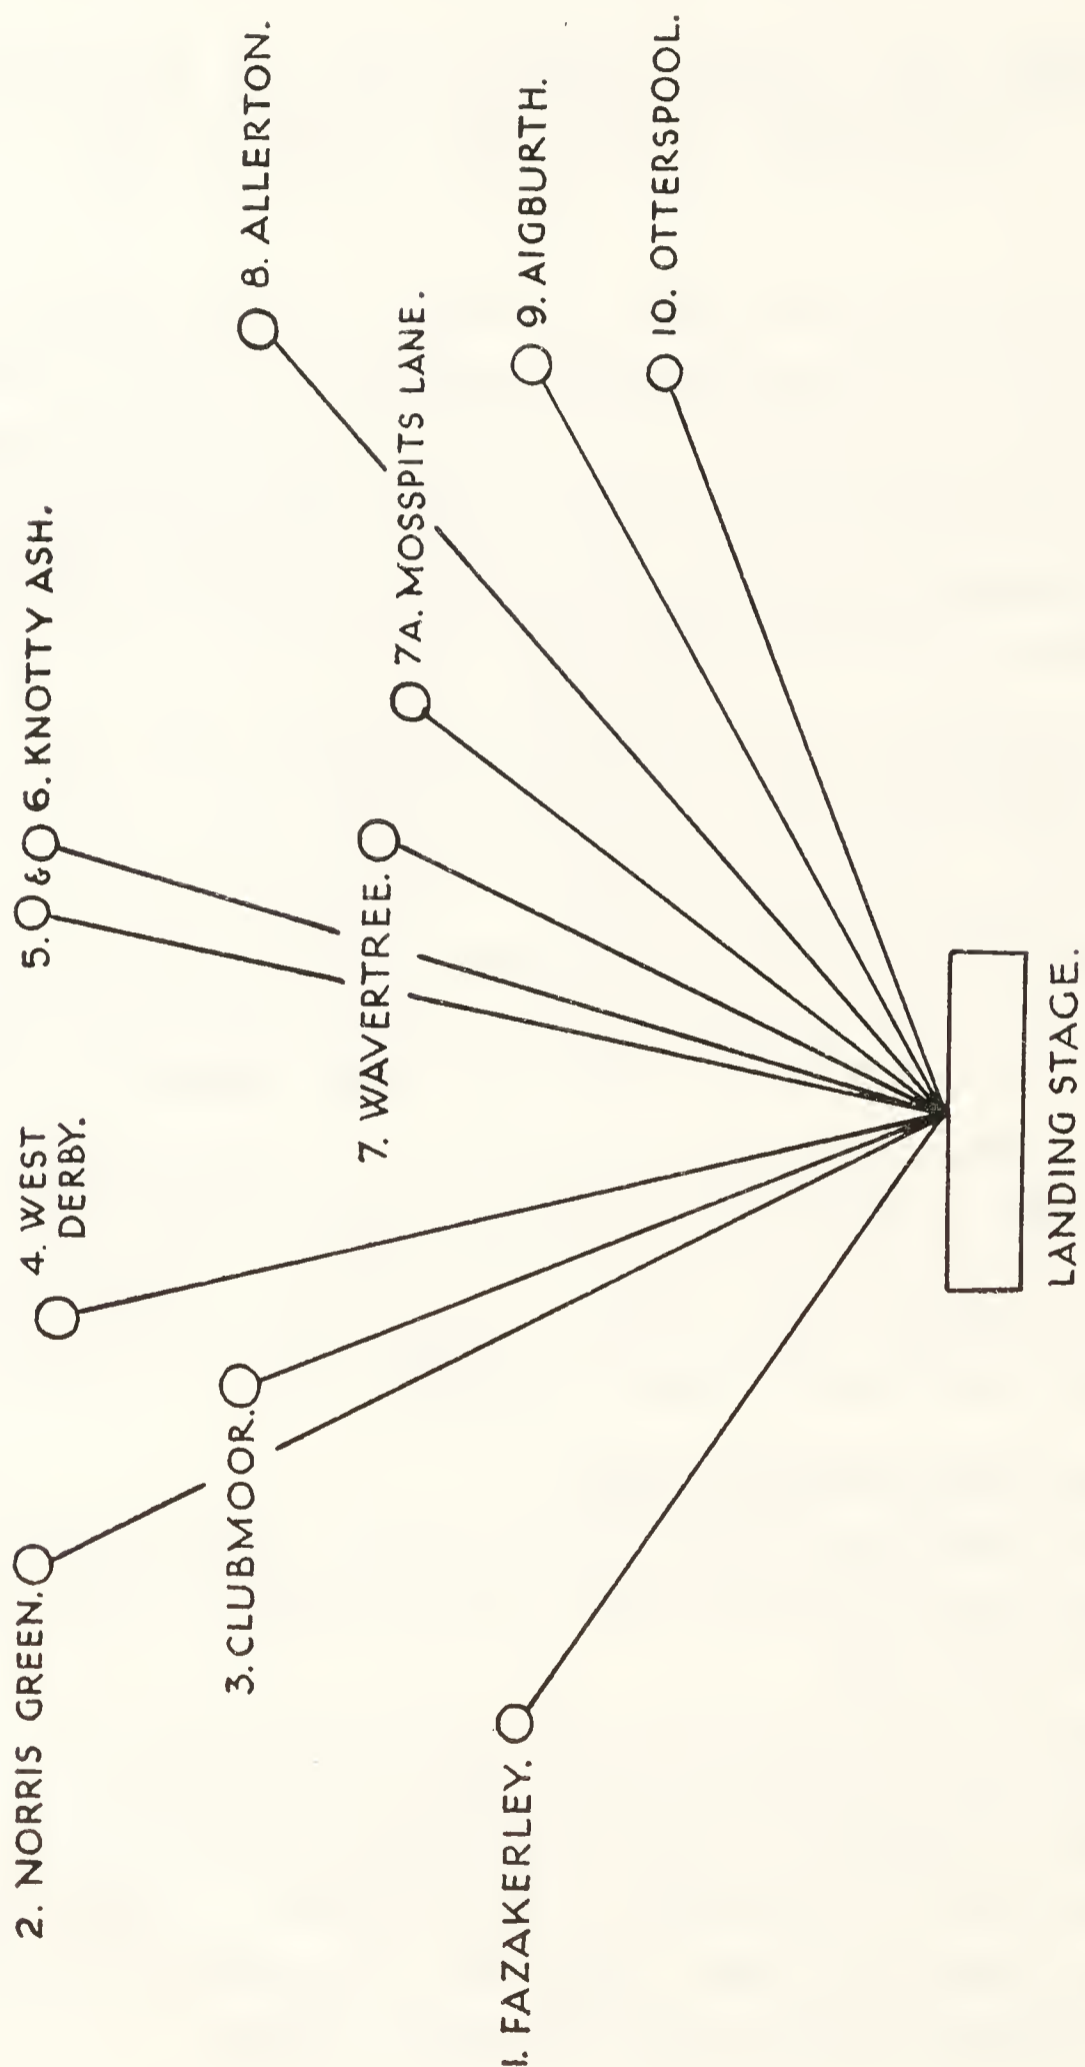 1. FAZAKERLEY.
2. NORRIS GREEN.
3. CLUBMOOR.
4. WEST
DERBY.
5. & 6. KNOTTY ASH.
7. WAVERTREE.
7A. MOSSPITS LANE.
8. ALLERTON.
9. AIGBURTH.
10. OTTERSPOOL.
LANDING STAGE.